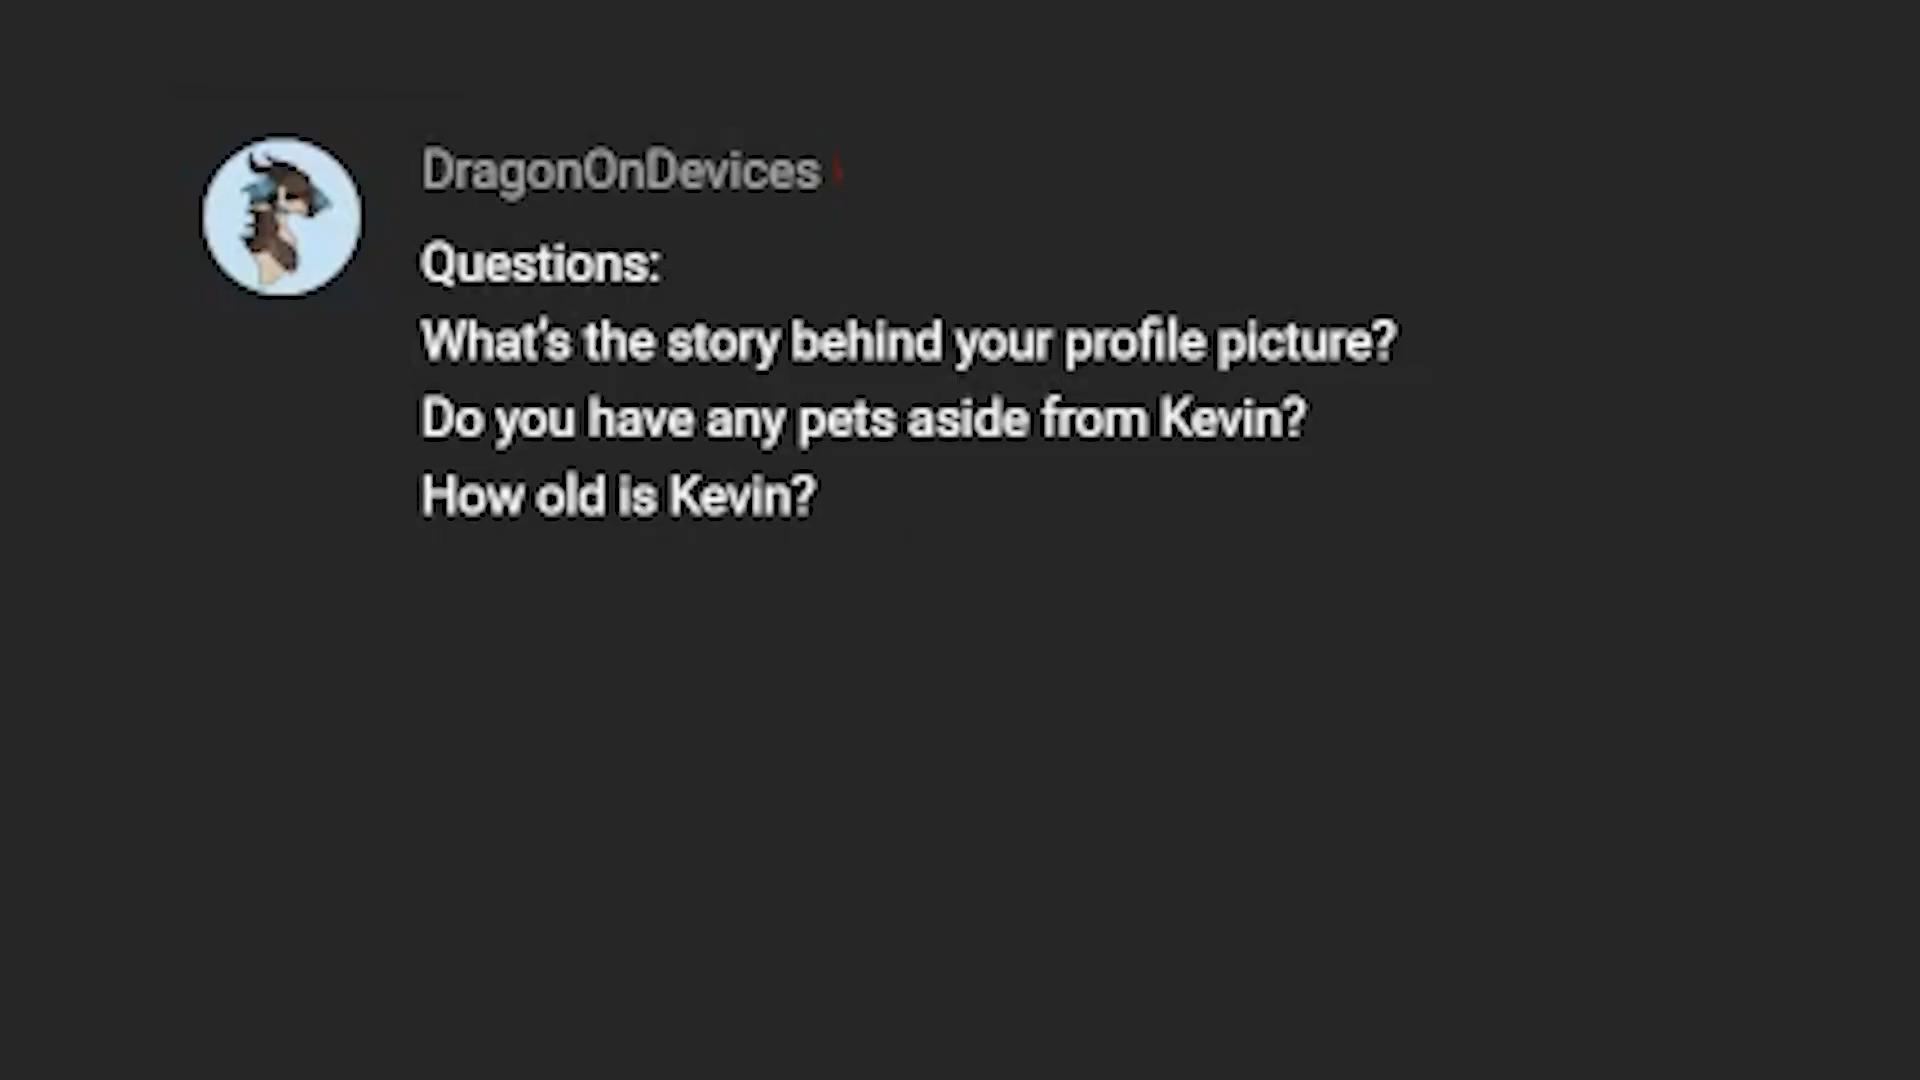 DragonOnDevices
Questions:
What's the story behind your profile picture?
Do you have any pets aside from Kevin?
How old is Kevin?